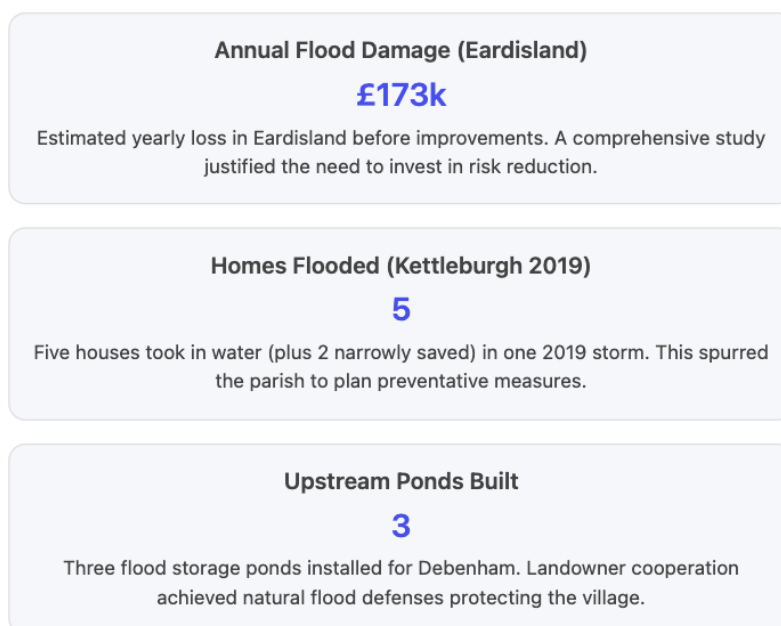 Annual Flood Damage (Eardisland)
£173k
Estimated yearly loss in Eardisland before improvements. A comprehensive study
justified the need to invest in risk reduction.
Homes Flooded (Kettleburgh 2019)
5
Five houses took in water (plus 2 narrowly saved) in one 2019 storm. This spurred
the parish to plan preventative measures.
Upstream Ponds Built
3
Three flood storage ponds installed for Debenham. Landowner cooperation
achieved natural flood defenses protecting the village.